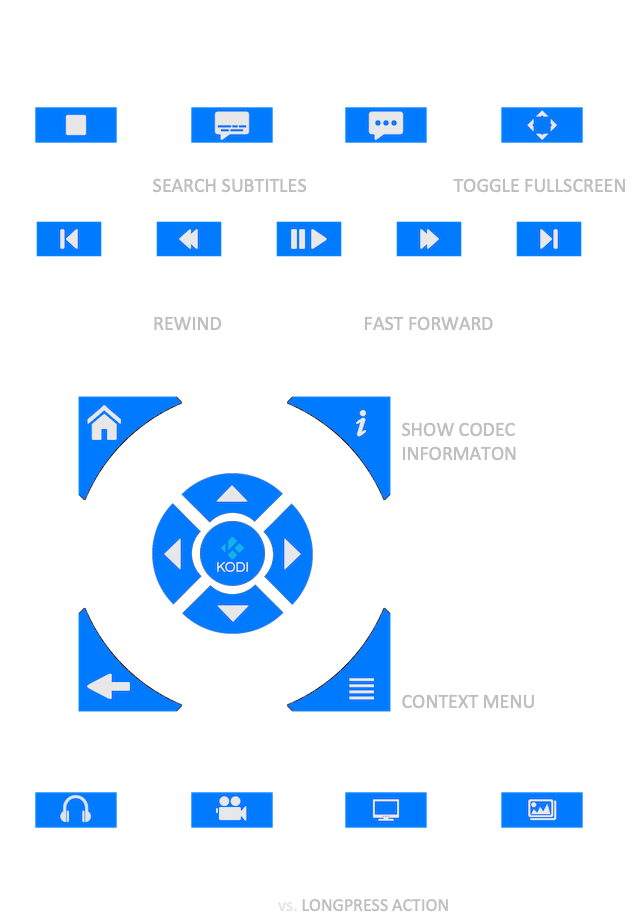 SEARCH SUBTITLES
TOGGLE FULLSCREEN
REWIND
FAST FORWARD
SHOW CODEC
INFORMATON
KODI
CONTEXT MENU
vs. LONGPRESS ACTION